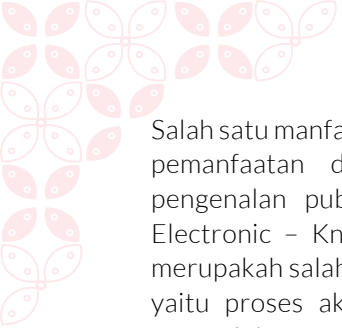 Salah satu manfa
pemanfaatan d
pengenalan pub
Electronic – Kn
merupakah salah
yaitu proses ak